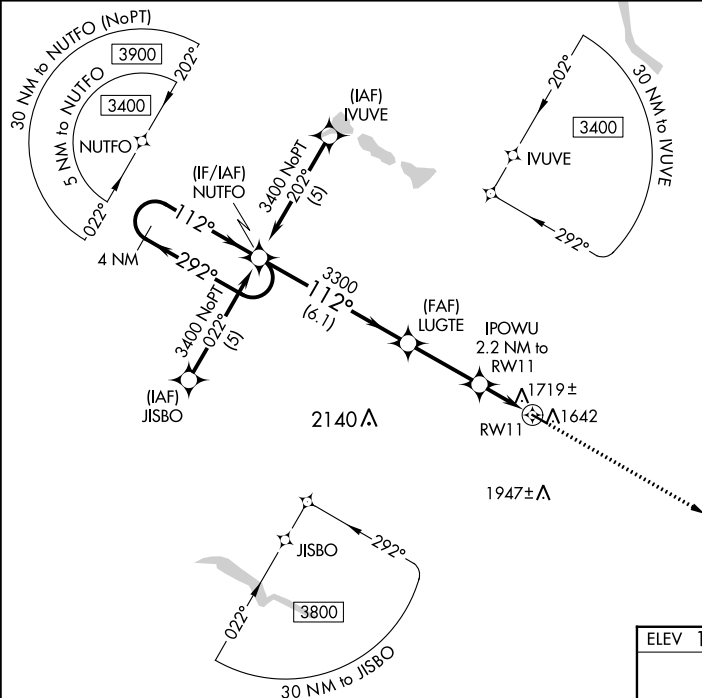 30 NM to NUTFO (NoPT)
3900
5 NM to NUTFO
3400
202°
NUTFO
022°
(IAF)
IVUVE
3400 NoPT
202°
(5)
202°
30 NM to IVUVE
3400
IVUVE
292°
(IF/IAF)
NUTFO
112°
4 NM
292°
3300
112°
(6.1)
3400 NoPT
022°
(5)
(IAF)
JISBO
(FAF)
LUGTE
IPOWU
2.2 NM to
RW11
1719±
1642
RW11
2140
1947±
JISBO
292°
022°
3800
30 NM to JISBO
ELEV 1